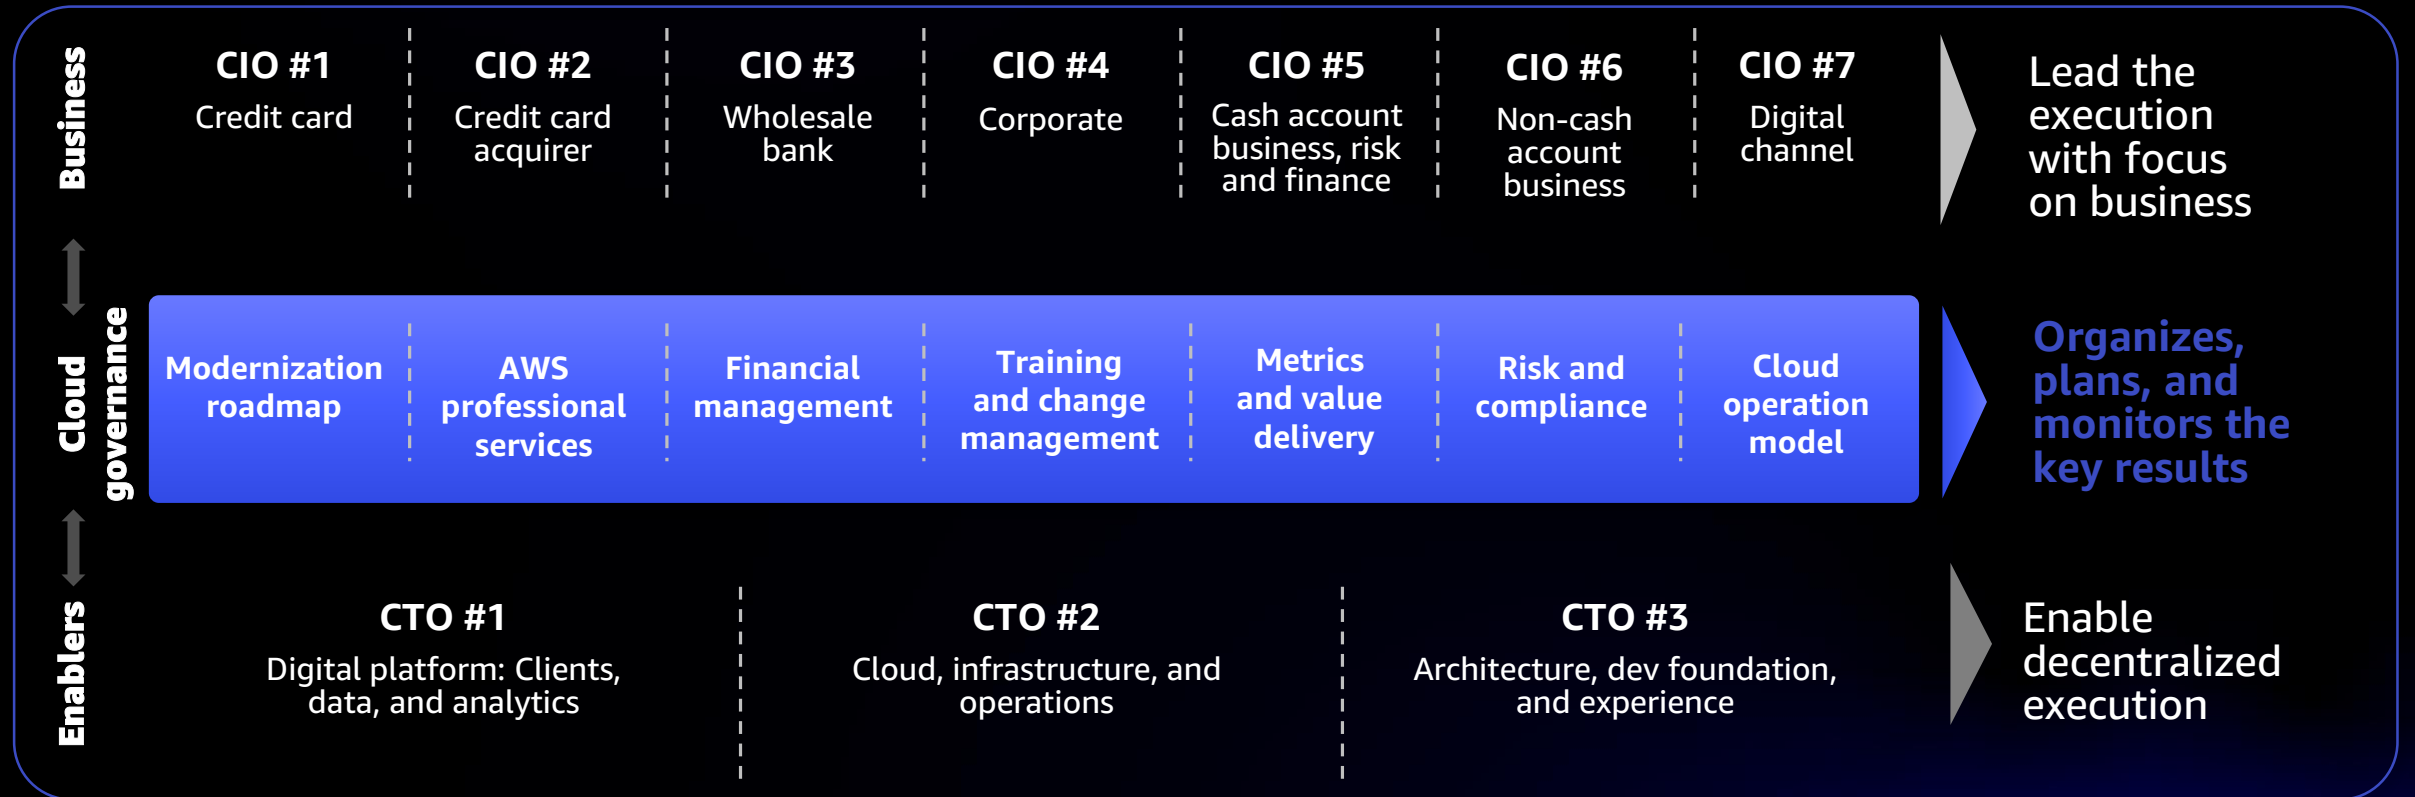 Business
CIO #1
Credit card
CIO #2
Credit card
acquirer
CIO #3
Wholesale
bank
CIO #4
Corporate
CIO #5
Cash account
business, risk
and finance
CIO #6
Non-cash
account
business
CIO #7
Digital
channel
Lead the
execution
with focus
on business
Cloud
governance
Modernization
roadmap
AWS
professional
services
Financial
management
Training
and change
management
Metrics
and value
delivery
Risk and
compliance
Cloud
operation
model
Organizes,
plans, and
monitors the
key results
Enablers
CTO #1
Digital platform: Clients,
data, and analytics
CTO #2
Cloud, infrastructure, and
operations
CTO #3
Architecture, dev foundation,
and experience
Enable
decentralized
execution